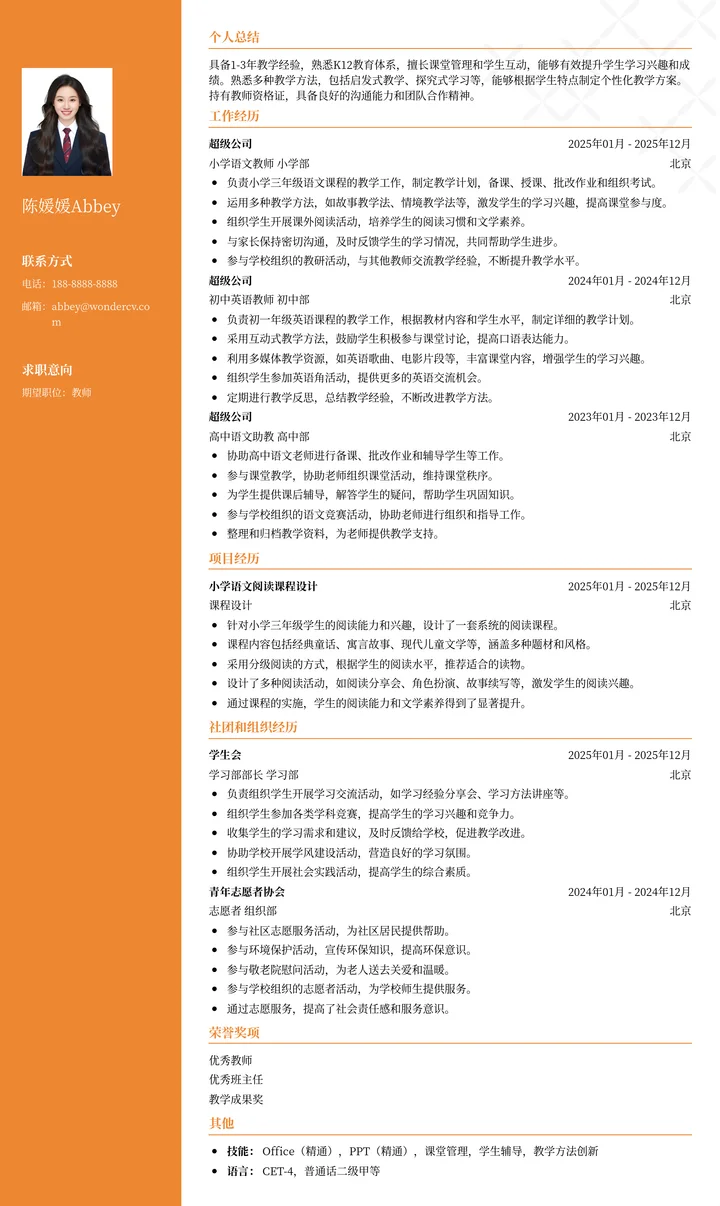 陈媛媛Abbey
联系方式
电话：188-8888-8888
邮箱：abbey@wondercv.co
m
求职意向
期望职位：教师
个人总结
具备1-3年教学经验，熟悉K12教育体系，擅长课堂管理和学生互动，能够有效提升学生学习兴趣和成
绩。熟悉多种教学方法，包括启发式教学、探究式学习等，能够根据学生特点制定个性化教学方案。
持有教师资格证，具备良好的沟通能力和团队合作精神。
工作经历
超级公司 2025年01月 - 2025年12月
小学语文教师 小学部 北京
• 负责小学三年级语文课程的教学工作，制定教学计划，备课、授课、批改作业和组织考试。
• 运用多种教学方法，如故事教学法、情境教学法等，激发学生的学习兴趣，提高课堂参与度。
• 组织学生开展课外阅读活动，培养学生的阅读习惯和文学素养。
• 与家长保持密切沟通，及时反馈学生的学习情况，共同帮助学生进步。
• 参与学校组织的教研活动，与其他教师交流教学经验，不断提升教学水平。
超级公司 2024年01月 - 2024年12月
初中英语教师 初中部 北京
• 负责初一年级英语课程的教学工作，根据教材内容和学生水平，制定详细的教学计划。
• 采用互动式教学方法，鼓励学生积极参与课堂讨论，提高口语表达能力。
• 利用多媒体教学资源，如英语歌曲、电影片段等，丰富课堂内容，增强学生的学习兴趣。
• 组织学生参加英语角活动，提供更多的英语交流机会。
• 定期进行教学反思，总结教学经验，不断改进教学方法。
超级公司 2023年01月 - 2023年12月
高中语文助教 高中部 北京
• 协助高中语文老师进行备课、批改作业和辅导学生等工作。
• 参与课堂教学，协助老师组织课堂活动，维持课堂秩序。
• 为学生提供课后辅导，解答学生的疑问，帮助学生巩固知识。
• 参与学校组织的语文竞赛活动，协助老师进行组织和指导工作。
• 整理和归档教学资料，为老师提供教学支持。
项目经历
小学语文阅读课程设计 2025年01月 - 2025年12月
课程设计 北京
• 针对小学三年级学生的阅读能力和兴趣，设计了一套系统的阅读课程。
• 课程内容包括经典童话、寓言故事、现代儿童文学等，涵盖多种题材和风格。
• 采用分级阅读的方式，根据学生的阅读水平，推荐适合的读物。
• 设计了多种阅读活动，如阅读分享会、角色扮演、故事续写等，激发学生的阅读兴趣。
• 通过课程的实施，学生的阅读能力和文学素养得到了显著提升。
社团和组织经历
学生会 2025年01月 - 2025年12月
学习部部长 学习部 北京
• 负责组织学生开展学习交流活动，如学习经验分享会、学习方法讲座等。
• 组织学生参加各类学科竞赛，提高学生的学习兴趣和竞争力。
• 收集学生的学习需求和建议，及时反馈给学校，促进教学改进。
• 协助学校开展学风建设活动，营造良好的学习氛围。
• 组织学生开展社会实践活动，提高学生的综合素质。
青年志愿者协会 2024年01月 - 2024年12月
志愿者 组织部 北京
• 参与社区志愿服务活动，为社区居民提供帮助。
• 参与环境保护活动，宣传环保知识，提高环保意识。
• 参与敬老院慰问活动，为老人送去关爱和温暖。
• 参与学校组织的志愿者活动，为学校师生提供服务。
• 通过志愿服务，提高了社会责任感和服务意识。
荣誉奖项
优秀教师
优秀班主任
教学成果奖
其他
• 技能： Office（精通），PPT（精通），课堂管理，学生辅导，教学方法创新
• 语言： CET-4，普通话二级甲等